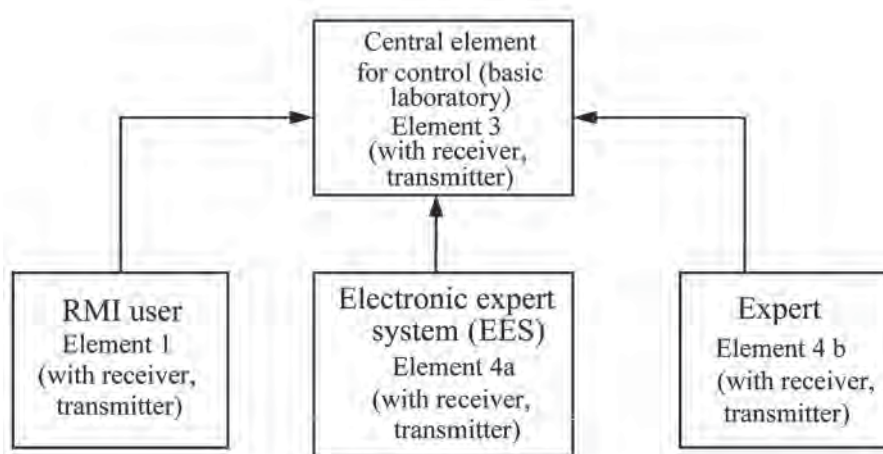 Central element
for control (basic
laboratory)
Element 3
(with receiver,
transmitter)
RMI user
Element 1
(with receiver,
transmitter)
Electronic expert
system (EES)
Element 4a
(with receiver,
transmitter)
Expert
Element 4 b
(with receiver,
transmitter)